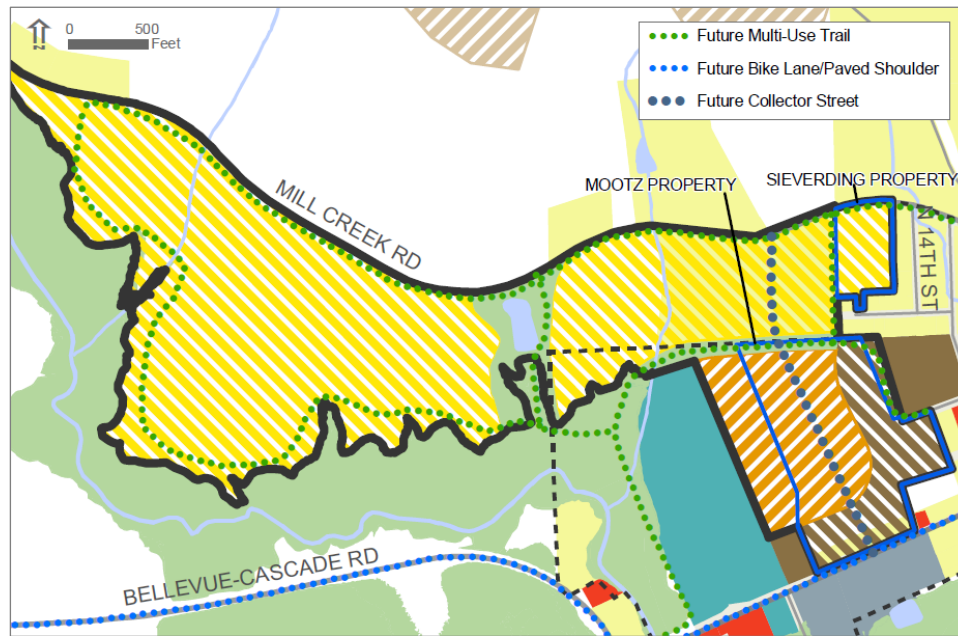 0 500
Feet
N
Future Multi-Use Trail
Future Bike Lane/Paved Shoulder
Future Collector Street
MOOTZ PROPERTY
SIEVERDING PROPERTY
MILL CREEK RD
N 14TH ST
BELLEVUE-CASCADE RD